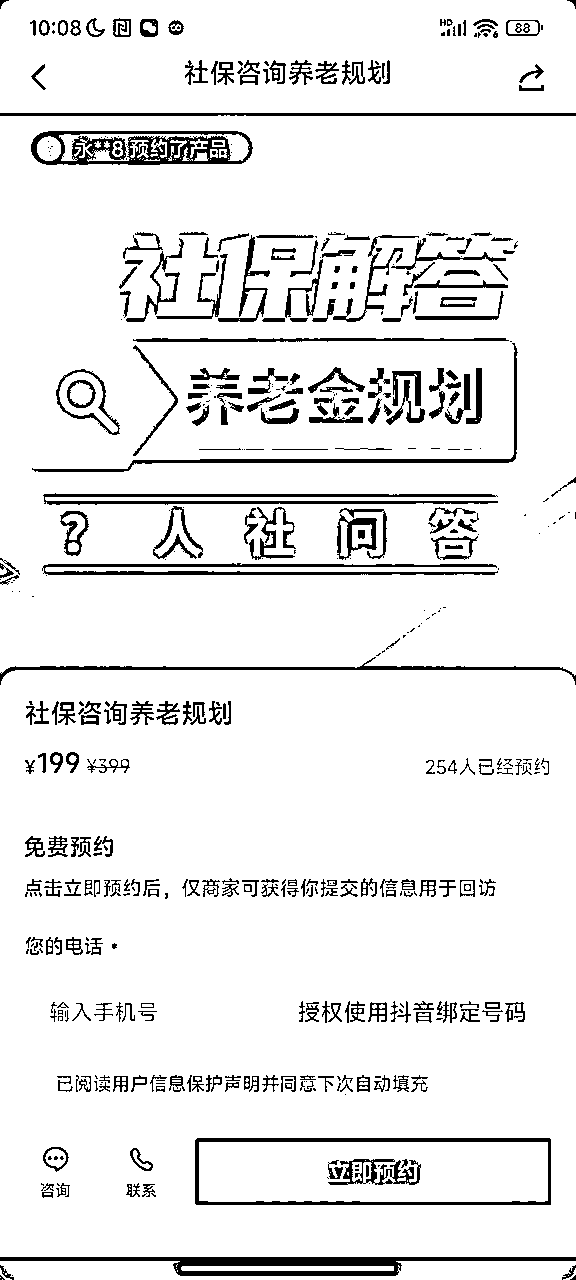 10:08 HD 88
社保咨询养老规划
永**8 预约了产品
社保解答
养老金规划
? 人社问答
社保咨询养老规划
¥199 ¥399 254人已经预约
免费预约
点击立即预约后，仅商家可获得你提交的信息用于回访
您的电话 •
输入手机号 授权使用抖音绑定号码
已阅读用户信息保护声明并同意下次自动填充
咨询 联系 立即预约